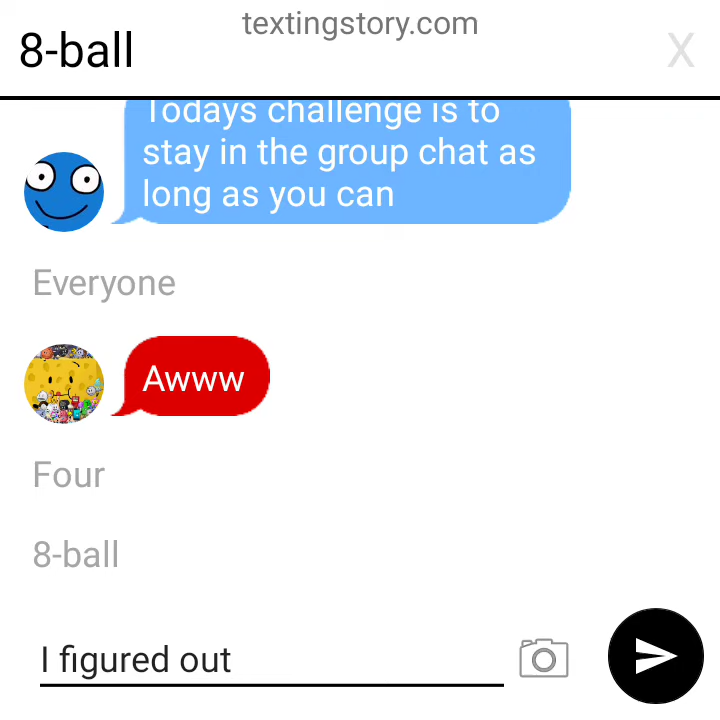 textingstory.com
8-ball
X
Todays challenge is to
stay in the group chat as
long as you can
Everyone
Awww
Four
8-ball
I figured out